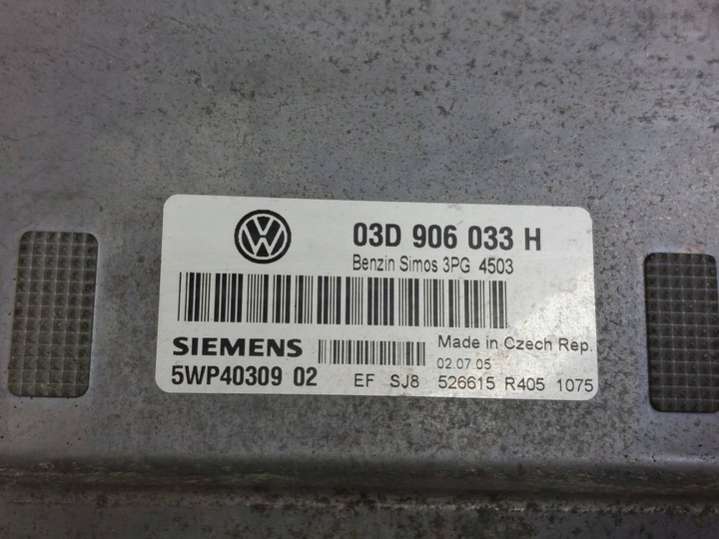 03D 906 033 H
Benzin Simos 3PG 4503
SIEMENS
Made in Czech Rep.
02.07.05
5WP40309 02
EF SJ8 526615 R405 1075